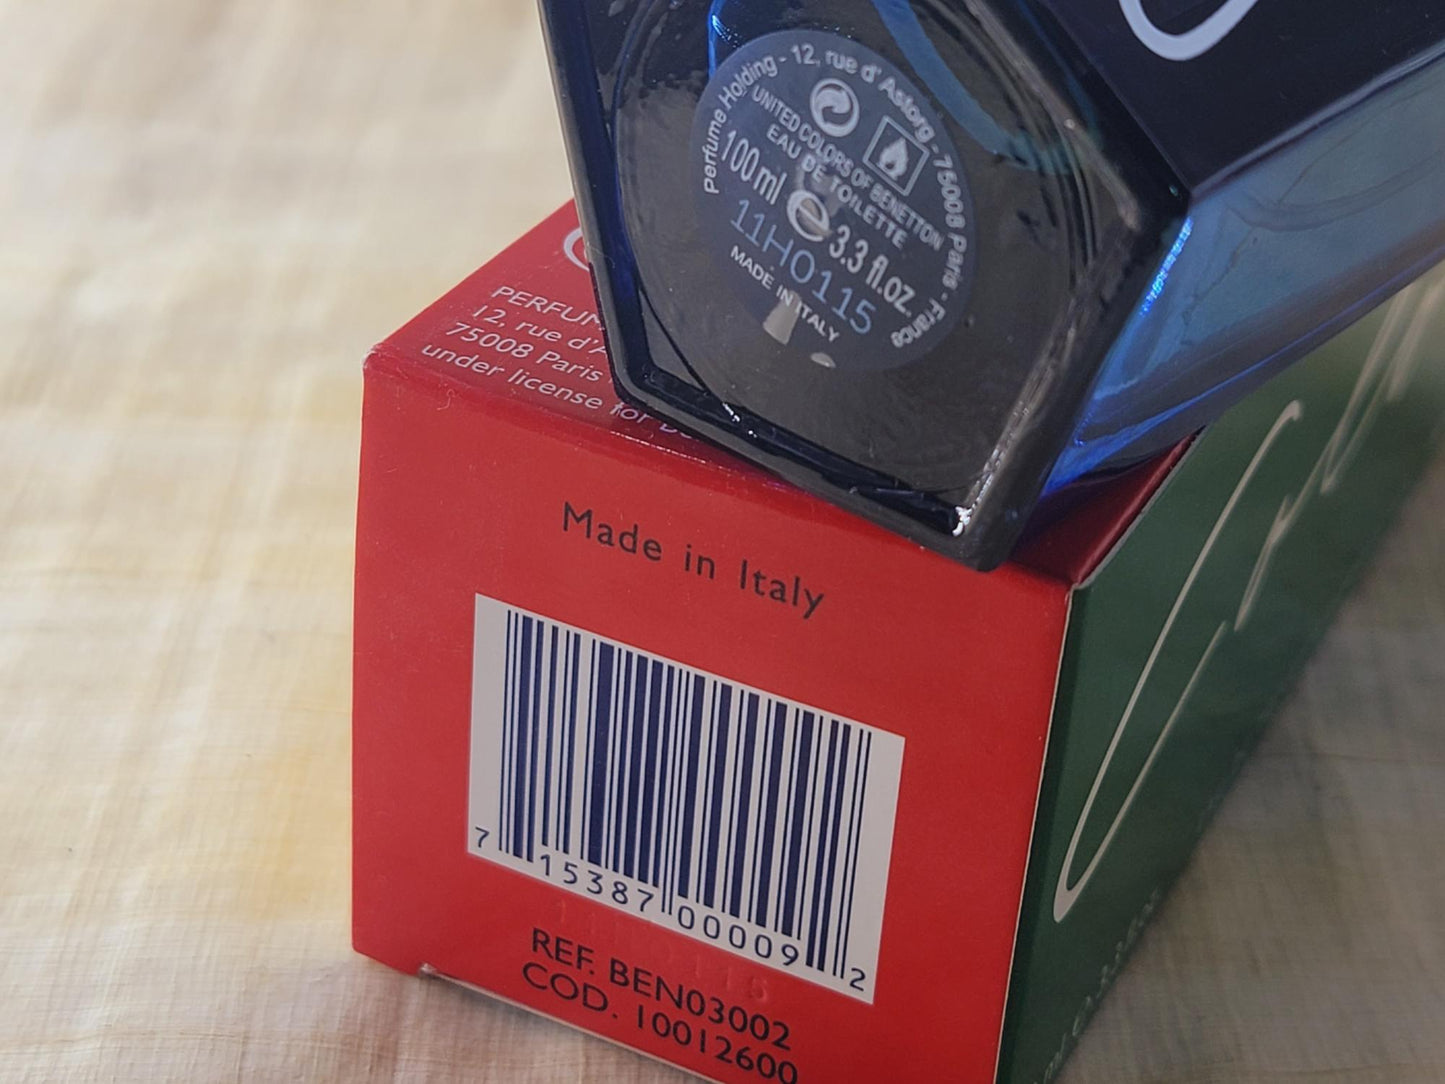 Perfume Holding - 12, rue d'Astorg - 75008 Paris - France
UNITED COLORS OF BENETTON
EAU DE TOILETTE
100 ml e 3.3 fl.oz.
11HO115
MADE IN ITALY
12, rue
75008 Paris
under license for
Made in Italy
7 15387 00009 2
REF. BEN03002
COD. 10012600